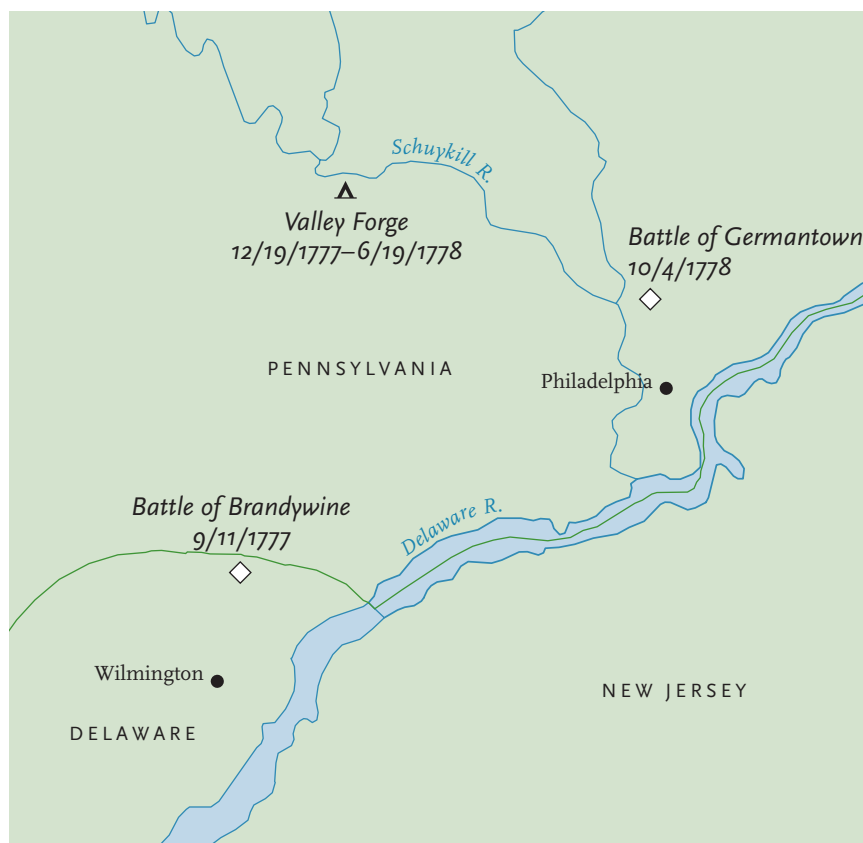 Schuykill R.
Valley Forge
12/19/1777–6/19/1778
Battle of Germantown
10/4/1778
PENNSYLVANIA
Philadelphia
Battle of Brandywine
9/11/1777
Delaware R.
Wilmington
NEW JERSEY
DELAWARE